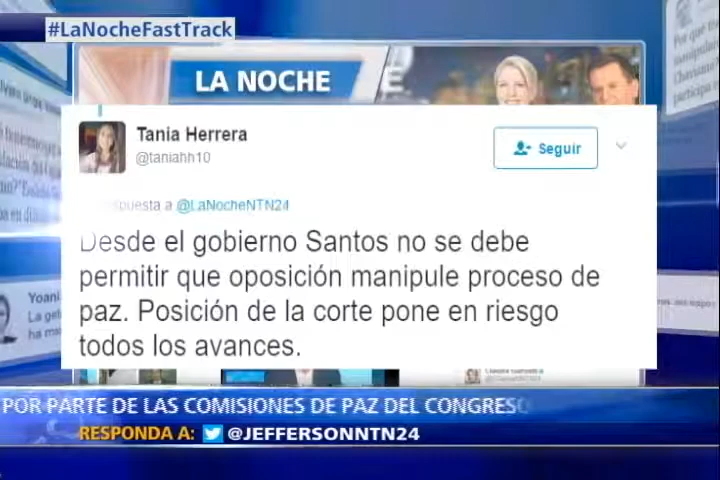 #LaNocheFastTrack
LA NOCHE
Tania Herrera
@taniahh10
Seguir
puesta a @LaNocheNTN24
Desde el gobierno Santos no se debe
permitir que oposición manipule proceso de
paz. Posición de la corte pone en riesgo
todos los avances.
Yoani
POR PARTE DE LAS COMISIONES DE PAZ DEL CONGRESO
RESPONDA A: @JEFFERSONNTN24